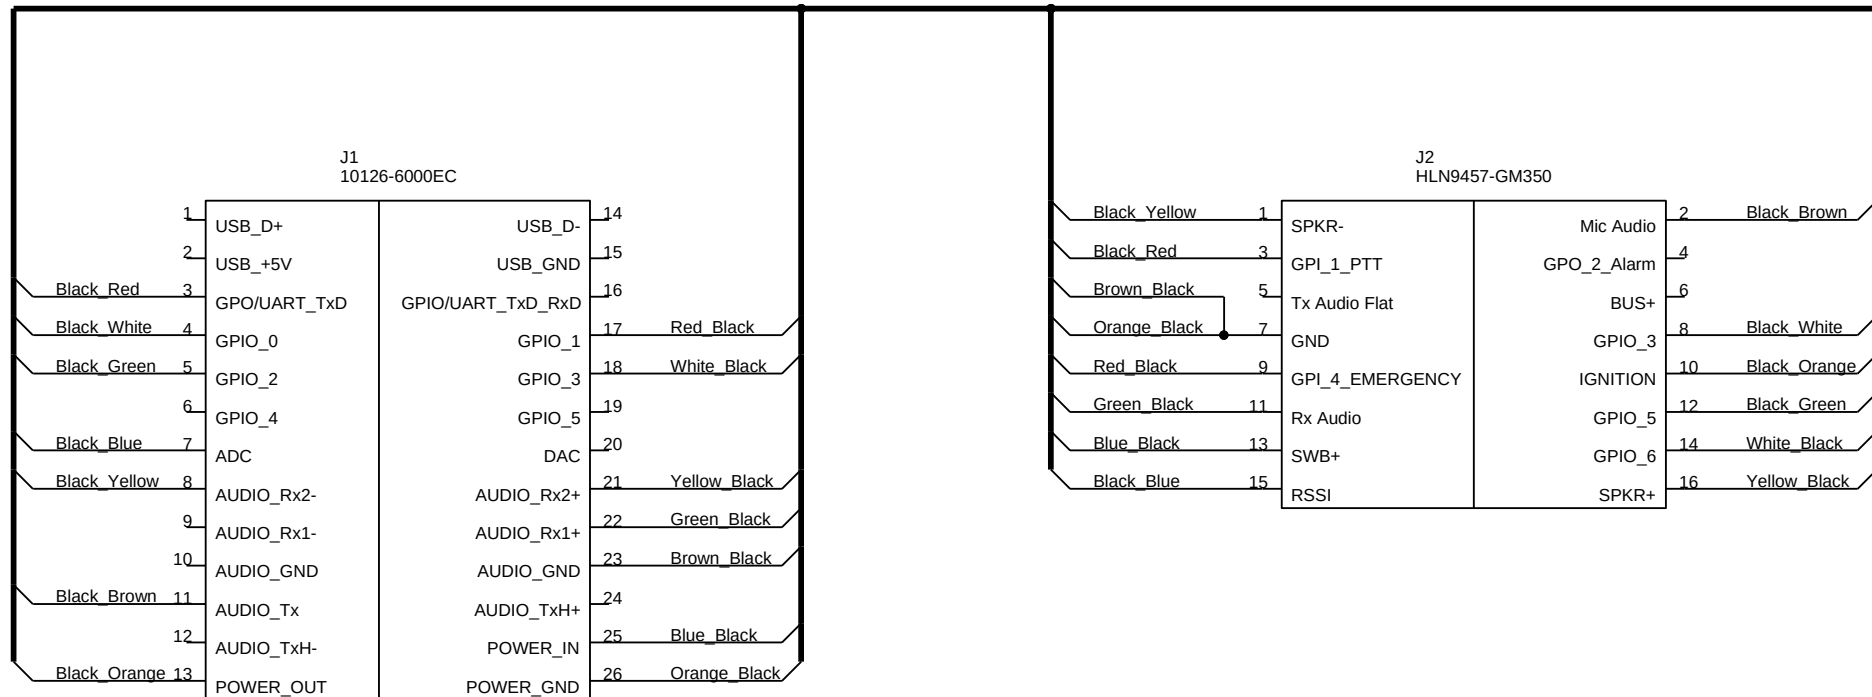 J1
10126-6000EC
1 USB_D+
USB_D- 14
2 USB_+5V
USB_GND 15
Black_Red 3 GPO/UART_TxD
GPIO/UART_TxD_RxD 16
Black_White 4 GPIO_0
GPIO_1 17 Red_Black
Black_Green 5 GPIO_2
GPIO_3 18 White_Black
6 GPIO_4
GPIO_5 19
Black_Blue 7 ADC
DAC 20
Black_Yellow 8 AUDIO_Rx2-
AUDIO_Rx2+ 21 Yellow_Black
9 AUDIO_Rx1-
AUDIO_Rx1+ 22 Green_Black
10 AUDIO_GND
AUDIO_GND 23 Brown_Black
Black_Brown 11 AUDIO_Tx
AUDIO_TxH+ 24
12 AUDIO_TxH-
POWER_IN 25 Blue_Black
Black_Orange 13 POWER_OUT
POWER_GND 26 Orange_Black
J2
HLN9457-GM350
Black_Yellow 1 SPKR-
Mic Audio 2 Black_Brown
Black_Red 3 GPI_1_PTT
GPO_2_Alarm 4
Brown_Black 5 Tx Audio Flat
BUS+ 6
Orange_Black 7 GND
GPIO_3 8 Black_White
Red_Black 9 GPI_4_EMERGENCY
IGNITION 10 Black_Orange
Green_Black 11 Rx Audio
GPIO_5 12 Black_Green
Blue_Black 13 SWB+
GPIO_6 14 White_Black
Black_Blue 15 RSSI
SPKR+ 16 Yellow_Black